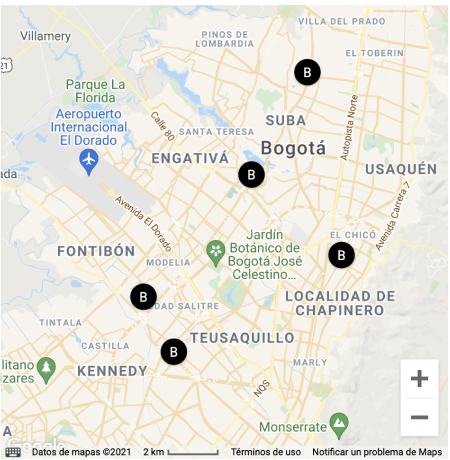 VILLA DEL PRADO
Villamery
PINOS DE
LOMBARDIA
EL TOBERIN
21
B
Parque La
Florida
Aeropuerto
Internacional
El Dorado
Calle 80
SUBA
SANTA TERESA
Autopista Norte
Bogotá
ENGATIVÁ
USAQUÉN
B
Avenida Carrera 7
Avenida El Dorado
Jardín
Botánico de
Bogotá José
Celestino...
EL CHICÓ
B
FONTIBÓN
MODELIA
B
DAD SALITRE
LOCALIDAD DE
CHAPINERO
TINTALA
CASTILLA
TEUSAQUILLO
B
litano
zares
KENNEDY
MARLY
NQS
Monserrate
A
Google
+
−
Datos de mapas ©2021
2 km
Términos de uso
Notificar un problema de Maps